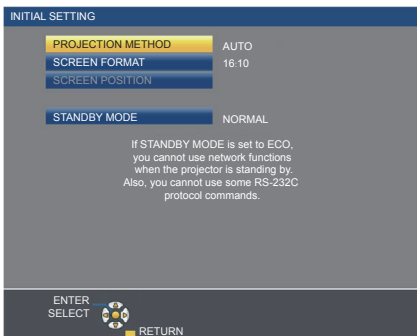 INITIAL SETTING
PROJECTION METHOD AUTO
SCREEN FORMAT 16:10
SCREEN POSITION
STANDBY MODE NORMAL
If STANDBY MODE is set to ECO,
you cannot use network functions
when the projector is standing by.
Also, you cannot use some RS-232C
protocol commands.
ENTER
SELECT
RETURN